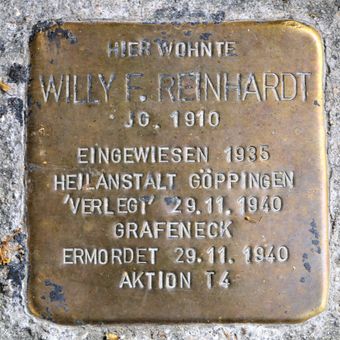 HIER WOHNTE
WILLY F. REINHARDT
JG. 1910
EINGEWIESEN 1935
HEILANSTALT GÖPPINGEN
'VERLEGT' 29.11.1940
GRAFENECK
ERMORDET 29.11.1940
AKTION T4